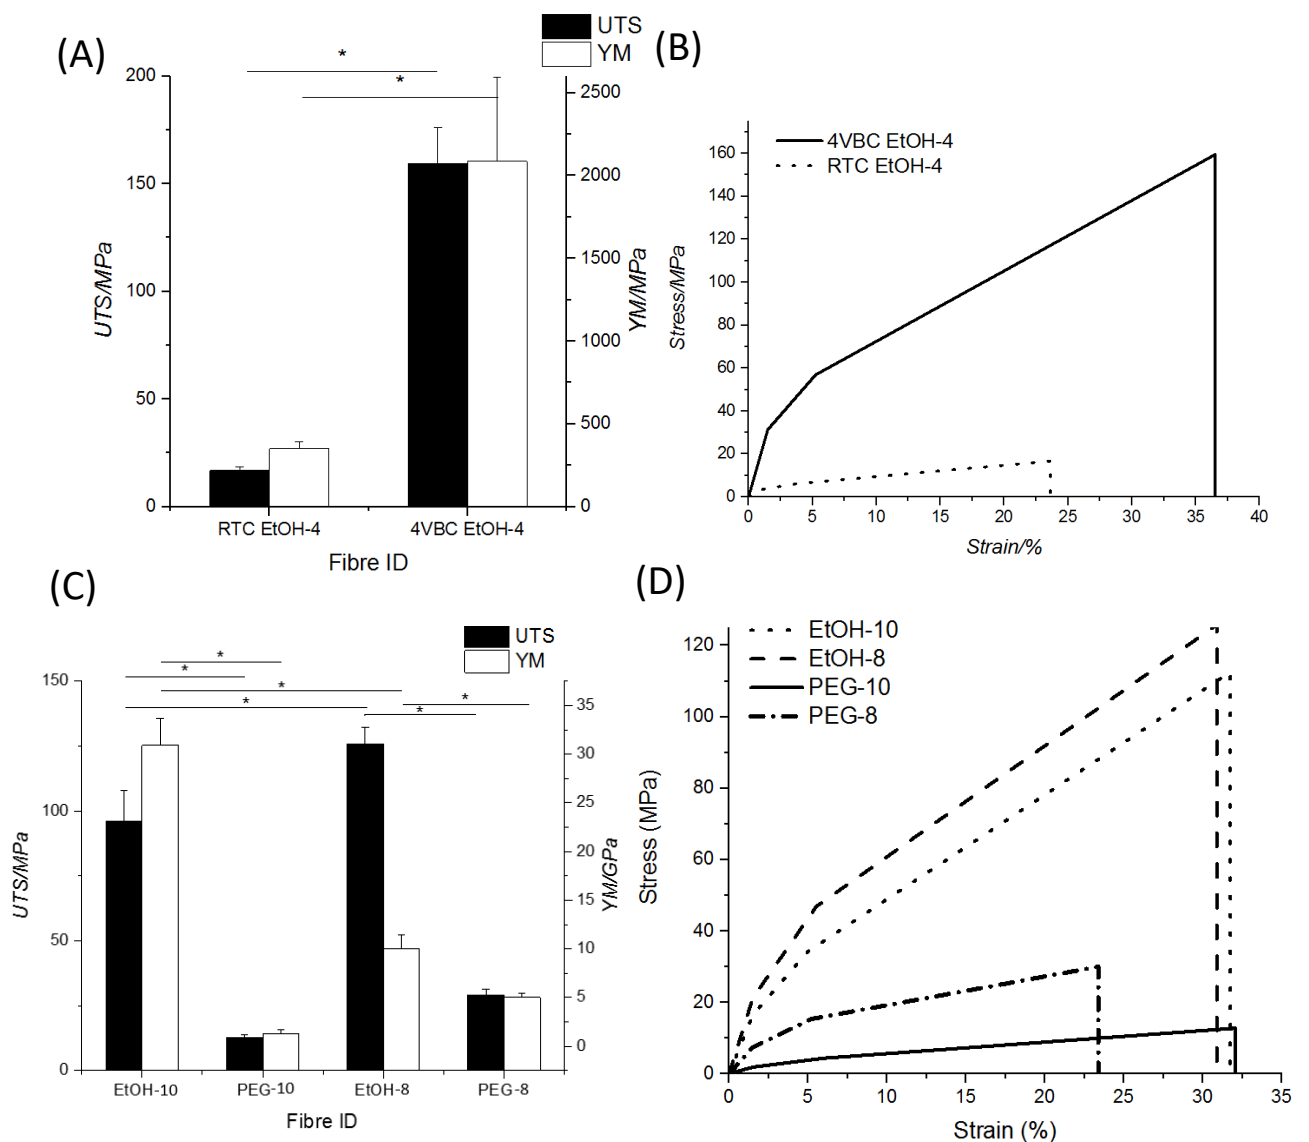 (A)
UTS
YM
*
*
200
150
100
50
0
UTS/MPa
2500
2000
1500
1000
500
0
YM/MPa
RTC EtOH-4
4VBC EtOH-4
Fibre ID
(B)
4VBC EtOH-4
RTC EtOH-4
160
140
120
100
80
60
40
20
0
Stress/MPa
0 5 10 15 20 25 30 35 40
Strain/%
(C)
UTS
YM
*
*
*
*
*
*
150
100
50
0
UTS/MPa
35
30
25
20
15
10
5
0
YM/GPa
EtOH-10 PEG-10 EtOH-8 PEG-8
Fibre ID
(D)
EtOH-10
EtOH-8
PEG-10
PEG-8
120
100
80
60
40
20
0
Stress (MPa)
0 5 10 15 20 25 30 35
Strain (%)